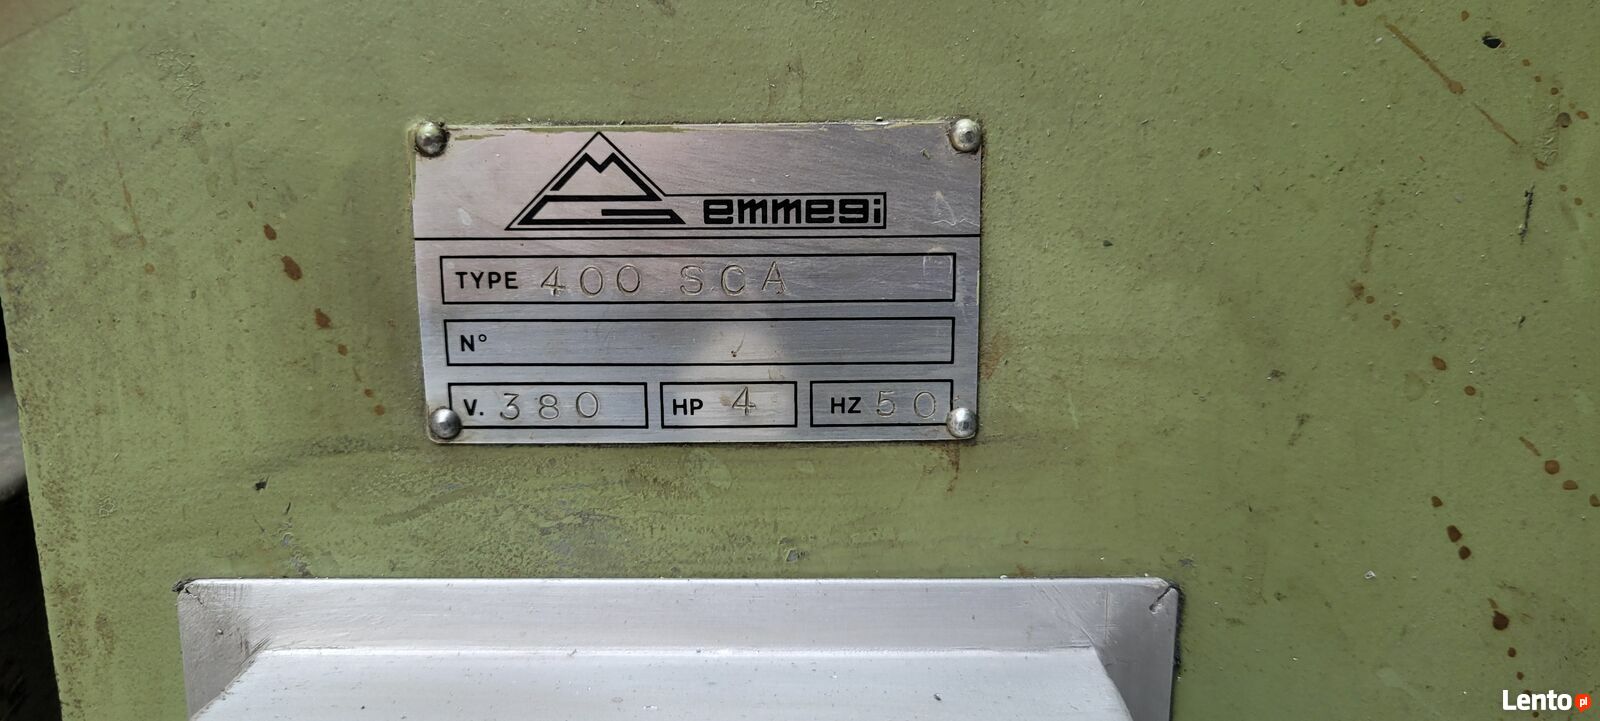 emmegi
TYPE 400 SCA
N°
V. 380 HP 4 HZ 50
Lento.pl